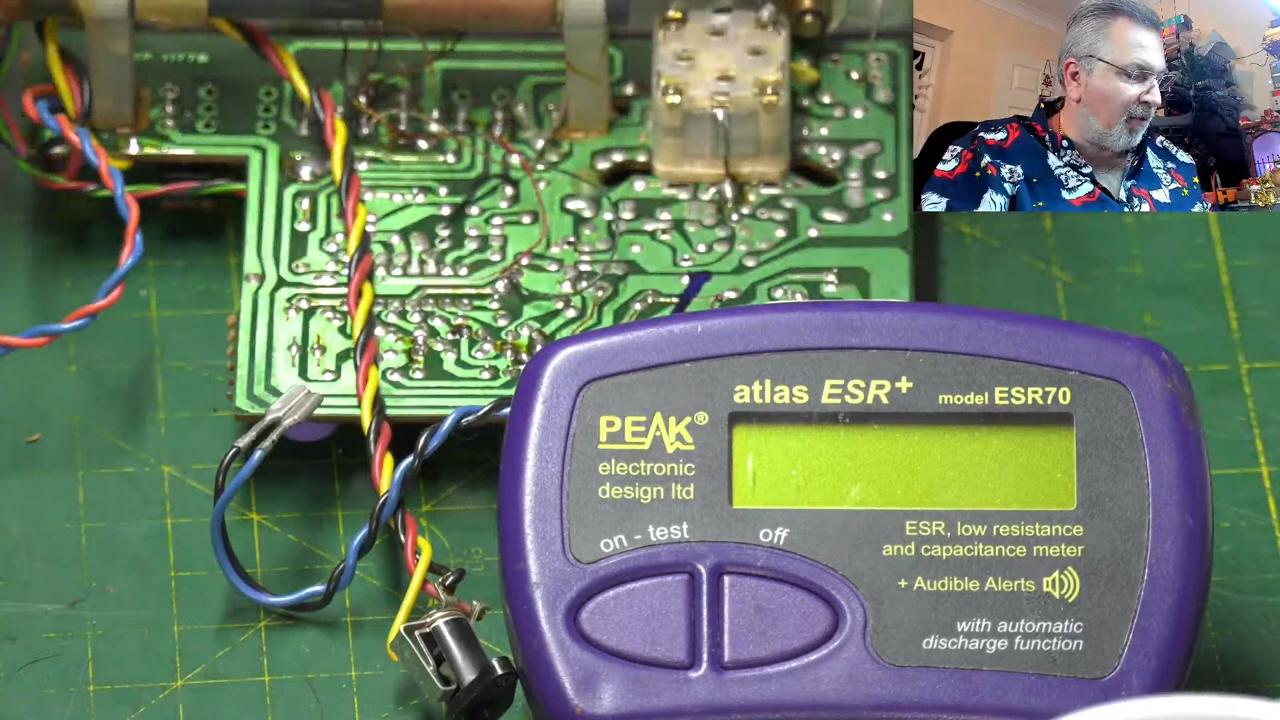 atlas ESR+ model ESR70
PEAK®
electronic
design ltd
on - test off
ESR, low resistance
and capacitance meter
+ Audible Alerts
with automatic
discharge function